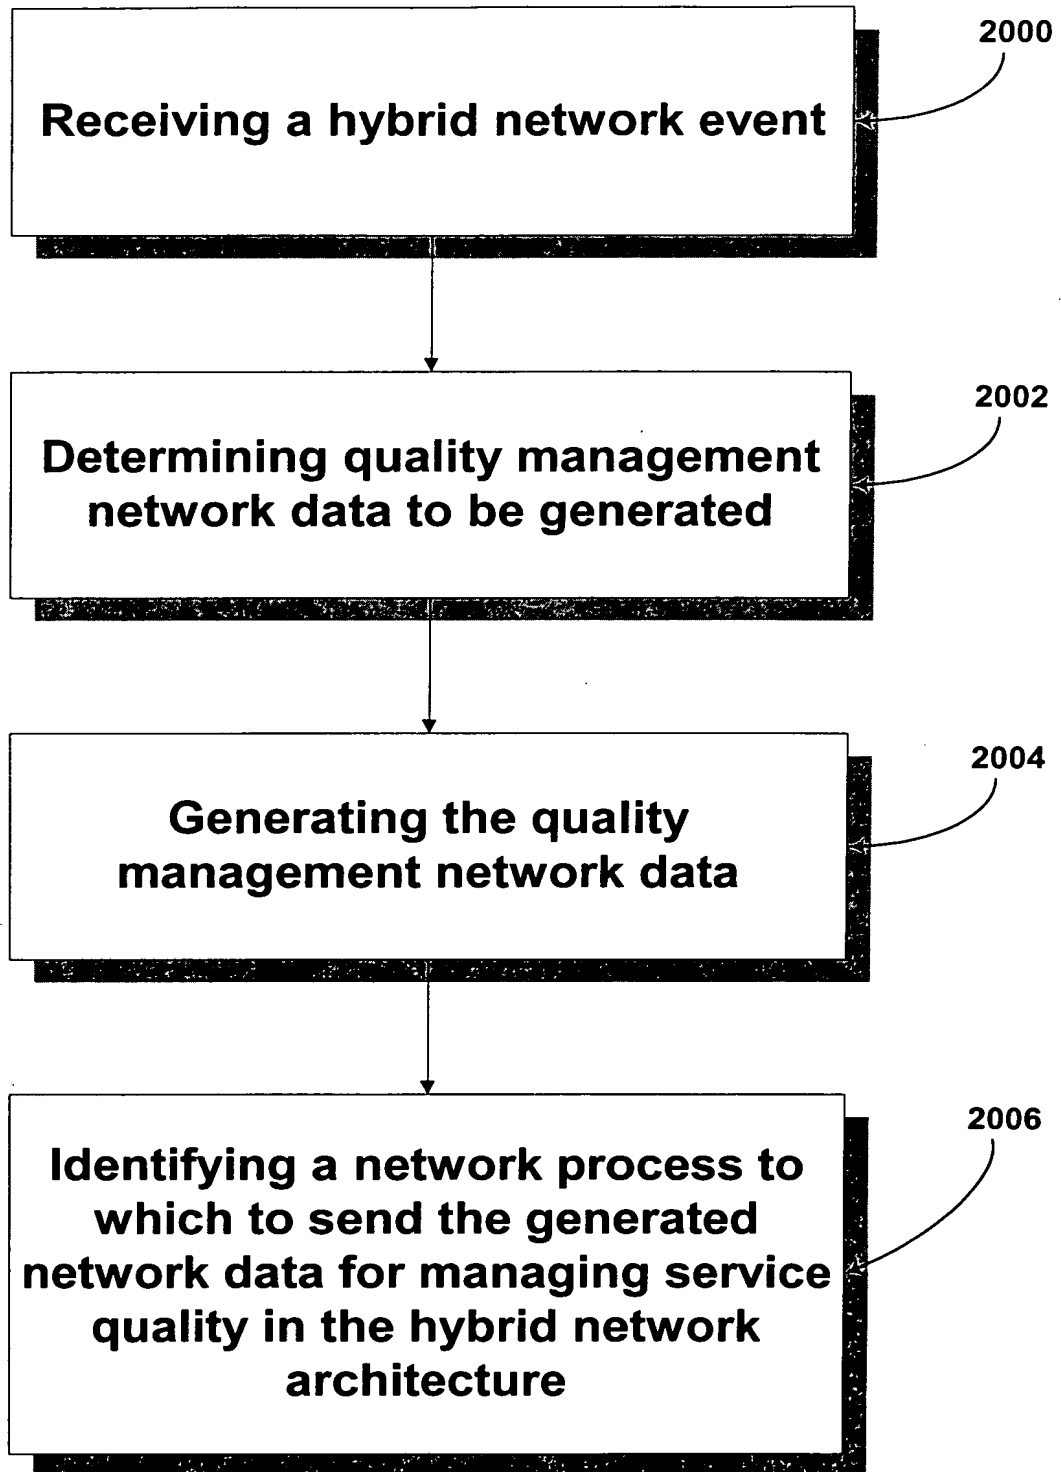 2000
Receiving a hybrid network event
2002
Determining quality management
network data to be generated
2004
Generating the quality
management network data
2006
Identifying a network process to
which to send the generated
network data for managing service
quality in the hybrid network
architecture